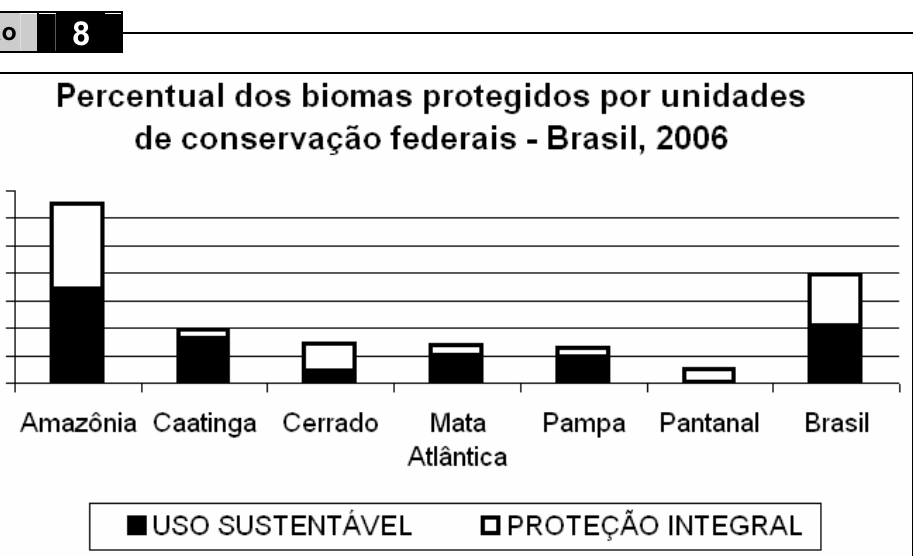 8
Percentual dos biomas protegidos por unidades
de conservação federais - Brasil, 2006
Amazônia Caatinga Cerrado Mata Atlântica Pampa Pantanal Brasil
USO SUSTENTÁVEL PROTEÇÃO INTEGRAL